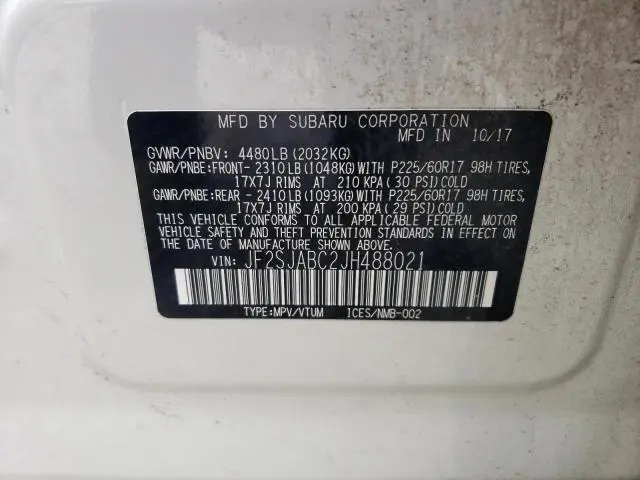 MFD BY SUBARU CORPORATION
MFD IN 10/17
GVWR/PNBV: 4480LB(2032KG)
GAWR/PNBE:FRONT- 2310LB(1048KG)WITH P225/60R17 98H TIRES,
17X7J RIMS AT 210 KPA( 30 PSI)COLD
GAWR/PNBE:REAR - 2410LB(1093KG)WITH P225/60R17 98H TIRES,
17X7J RIMS AT 200 KPA( 29 PSI)COLD
THIS VEHICLE CONFORMS TO ALL APPLICABLE FEDERAL MOTOR
VEHICLE SAFETY AND THEFT PREVENTION STANDARDS IN EFFECT ON
THE DATE OF MANUFACTURE SHOWN ABOVE.
VIN: JF2SJABC2JH488021
TYPE:MPV/VTUM ICES/NMB-002